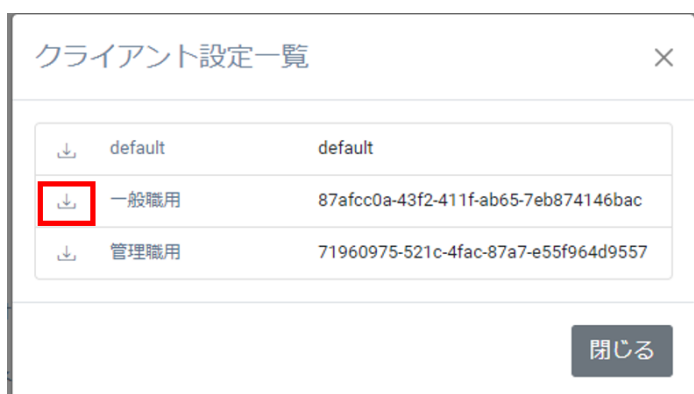 クライアント設定一覧
default default
一般職用 87afcc0a-43f2-411f-ab65-7eb874146bac
管理職用 71960975-521c-4fac-87a7-e55f964d9557
閉じる